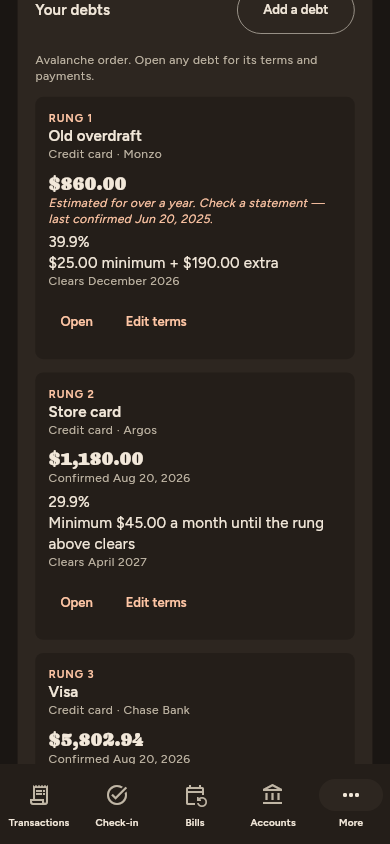 Your debts
Add a debt
Avalanche order. Open any debt for its terms and
payments.
RUNG 1
Old overdraft
Credit card · Monzo
$860.00
Estimated for over a year. Check a statement —
last confirmed Jun 20, 2025.
39.9%
$25.00 minimum + $190.00 extra
Clears December 2026
Open
Edit terms
RUNG 2
Store card
Credit card · Argos
$1,180.00
Confirmed Aug 20, 2026
29.9%
Minimum $45.00 a month until the rung
above clears
Clears April 2027
Open
Edit terms
RUNG 3
Visa
Credit card · Chase Bank
$5,802.94
Confirmed Aug 20, 2026
Transactions
Check-in
Bills
Accounts
More